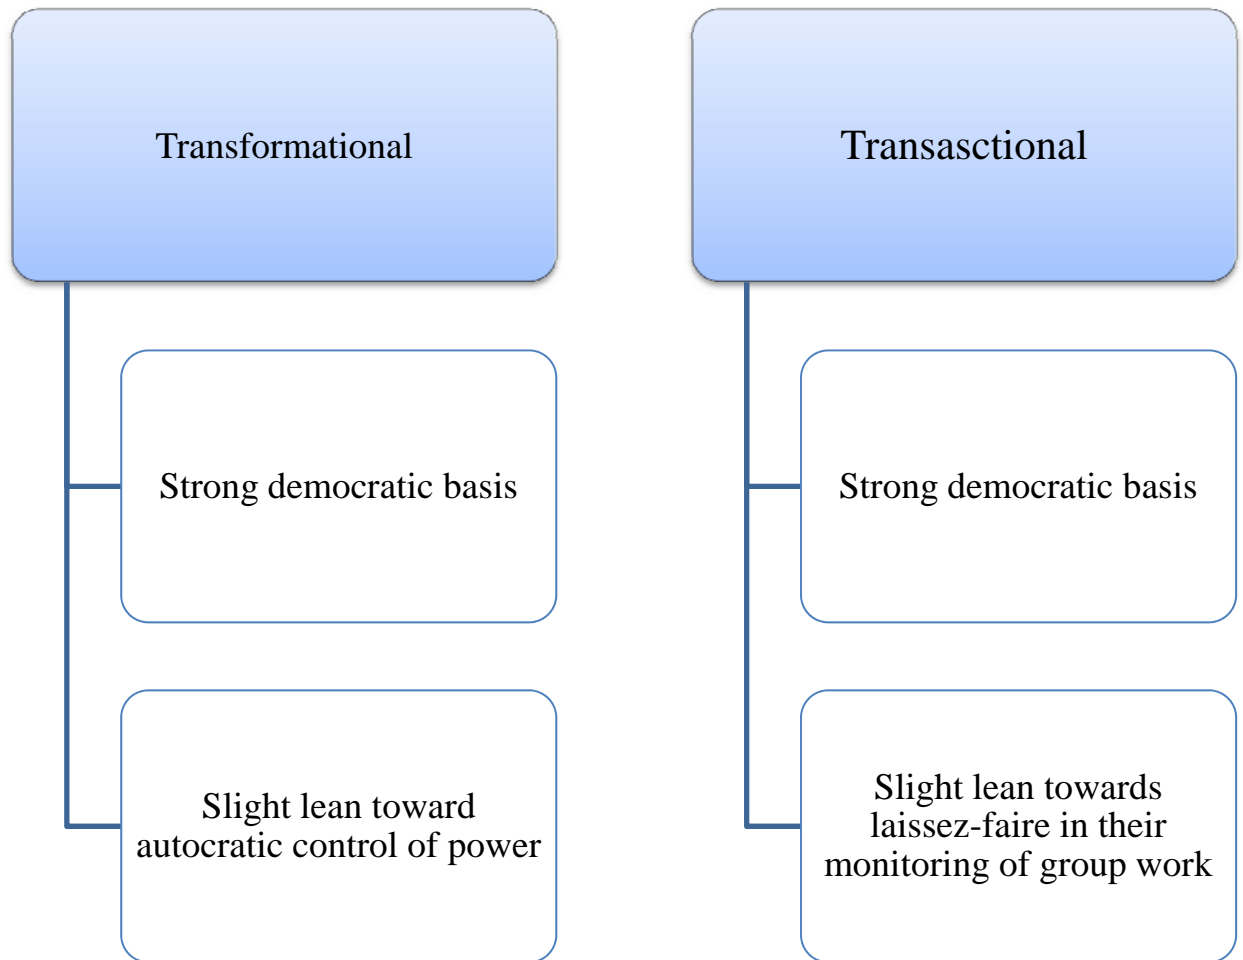 Transformational
Strong democratic basis
Slight lean toward
autocratic control of power
Transasctional
Strong democratic basis
Slight lean towards
laissez-faire in their
monitoring of group work